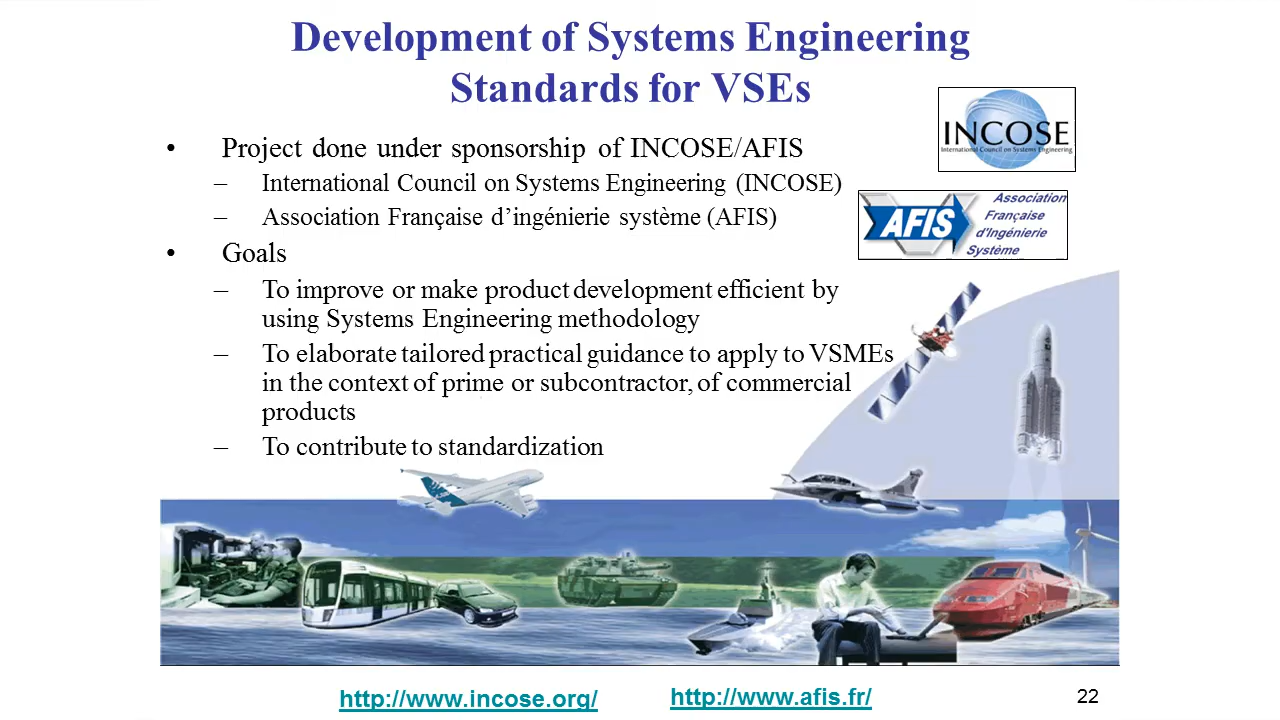 Development of Systems Engineering
Standards for VSEs
INCOSE
International Council on Systems Engineering
• Project done under sponsorship of INCOSE/AFIS
– International Council on Systems Engineering (INCOSE)
– Association Française d’ingénierie système (AFIS)
AFIS
Association
Française
d'Ingénierie
Système
• Goals
– To improve or make product development efficient by
using Systems Engineering methodology
– To elaborate tailored practical guidance to apply to VSMEs
in the context of prime or subcontractor, of commercial
products
– To contribute to standardization
http://www.incose.org/
http://www.afis.fr/
22